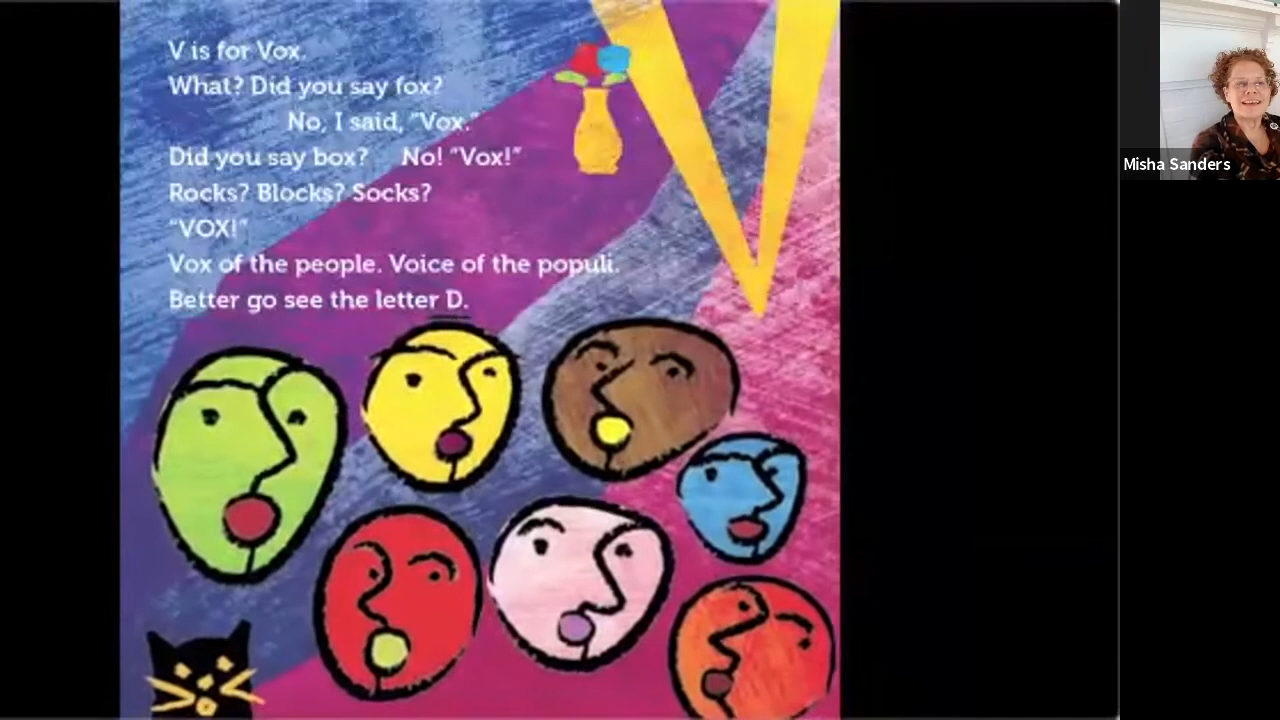 V is for Vox.
What? Did you say fox?
No, I said, “Vox.”
Did you say box? No! “Vox!”
Rocks? Blocks? Socks?
“VOX!”
Vox of the people. Voice of the populi.
Better go see the letter D.
V
Misha Sanders